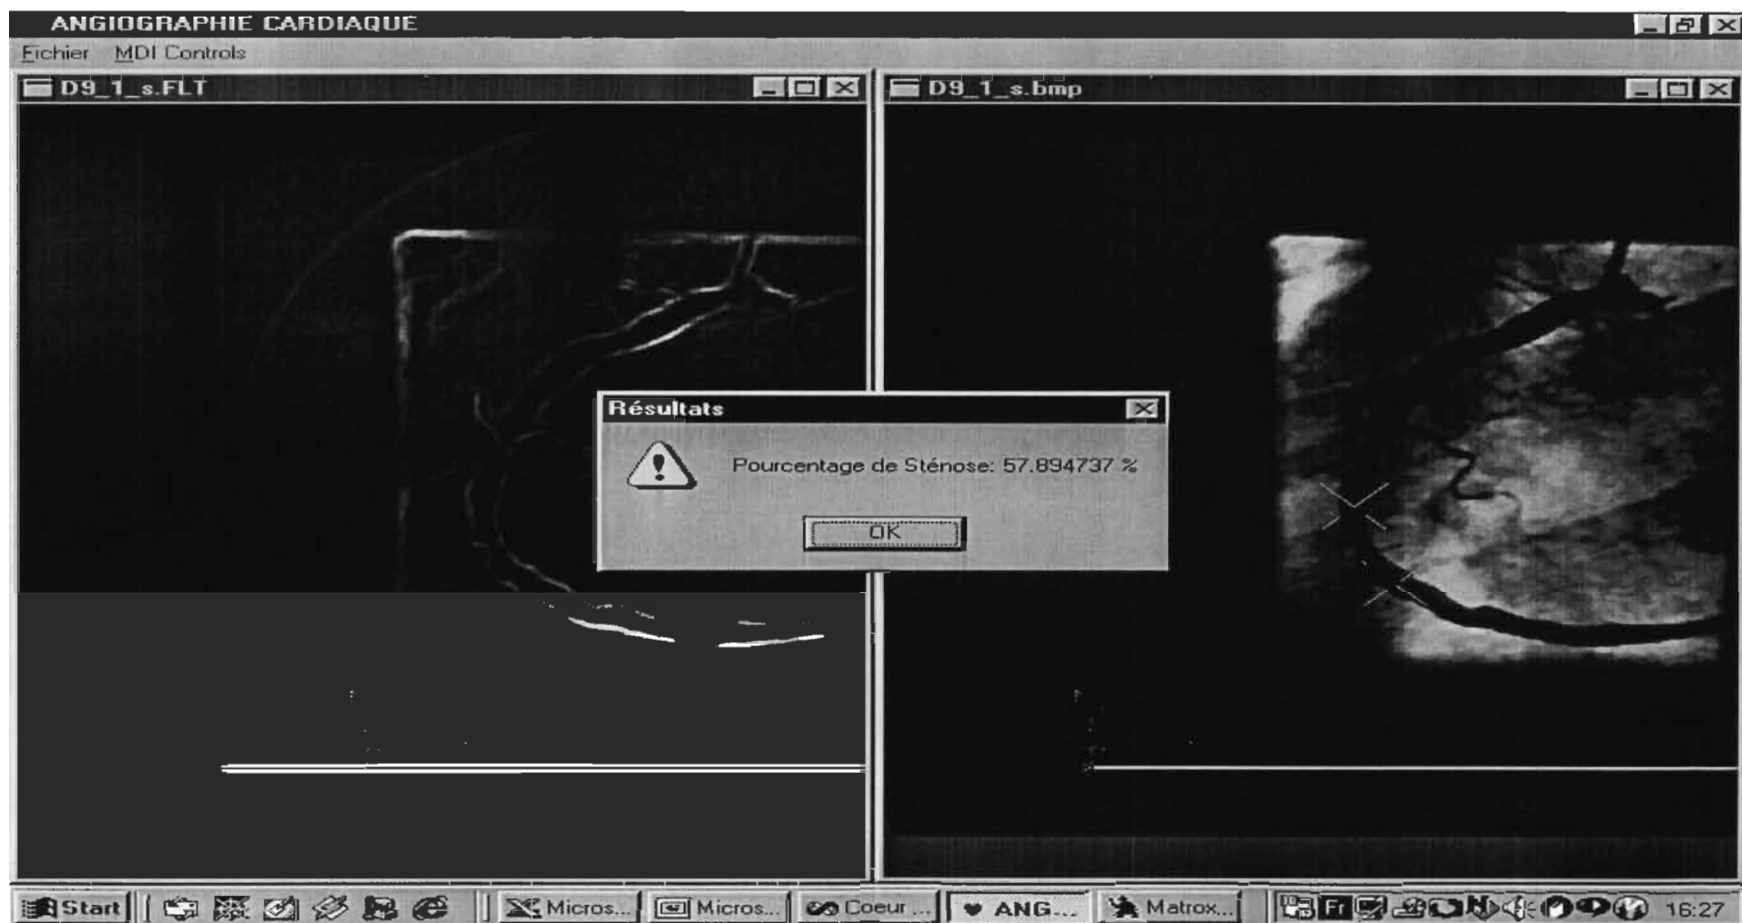 ANGIOGRAPHIE CARDIAQUE
Fichier MDI Controls
D9_1_s.FLT
D9_1_s.bmp
Résultats
Pourcentage de Sténose: 57.894737 %
OK
Start
Micros...
Micros...
Coeur ...
ANG...
Matrox...
Fr
16:27